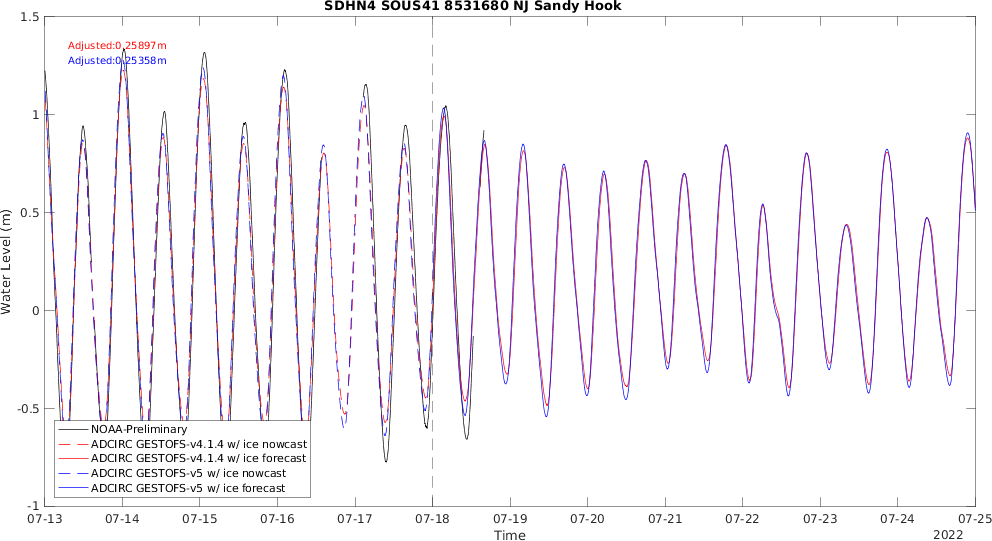 SDHN4 SOUS41 8531680 NJ Sandy Hook
1.5
Adjusted:0.25897m
Adjusted:0.25358m
1
0.5
0
-0.5
-1
Water Level (m)
NOAA-Preliminary
ADCIRC GESTOFS-v4.1.4 w/ ice nowcast
ADCIRC GESTOFS-v4.1.4 w/ ice forecast
ADCIRC GESTOFS-v5 w/ ice nowcast
ADCIRC GESTOFS-v5 w/ ice forecast
07-13 07-14 07-15 07-16 07-17 07-18 07-19 07-20 07-21 07-22 07-23 07-24 07-25
Time
2022